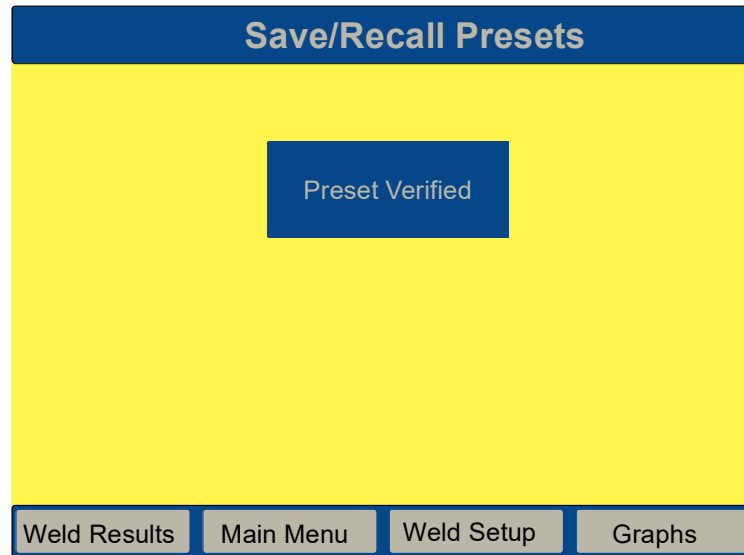 Save/Recall Presets
Preset Verified
Weld Results
Main Menu
Weld Setup
Graphs